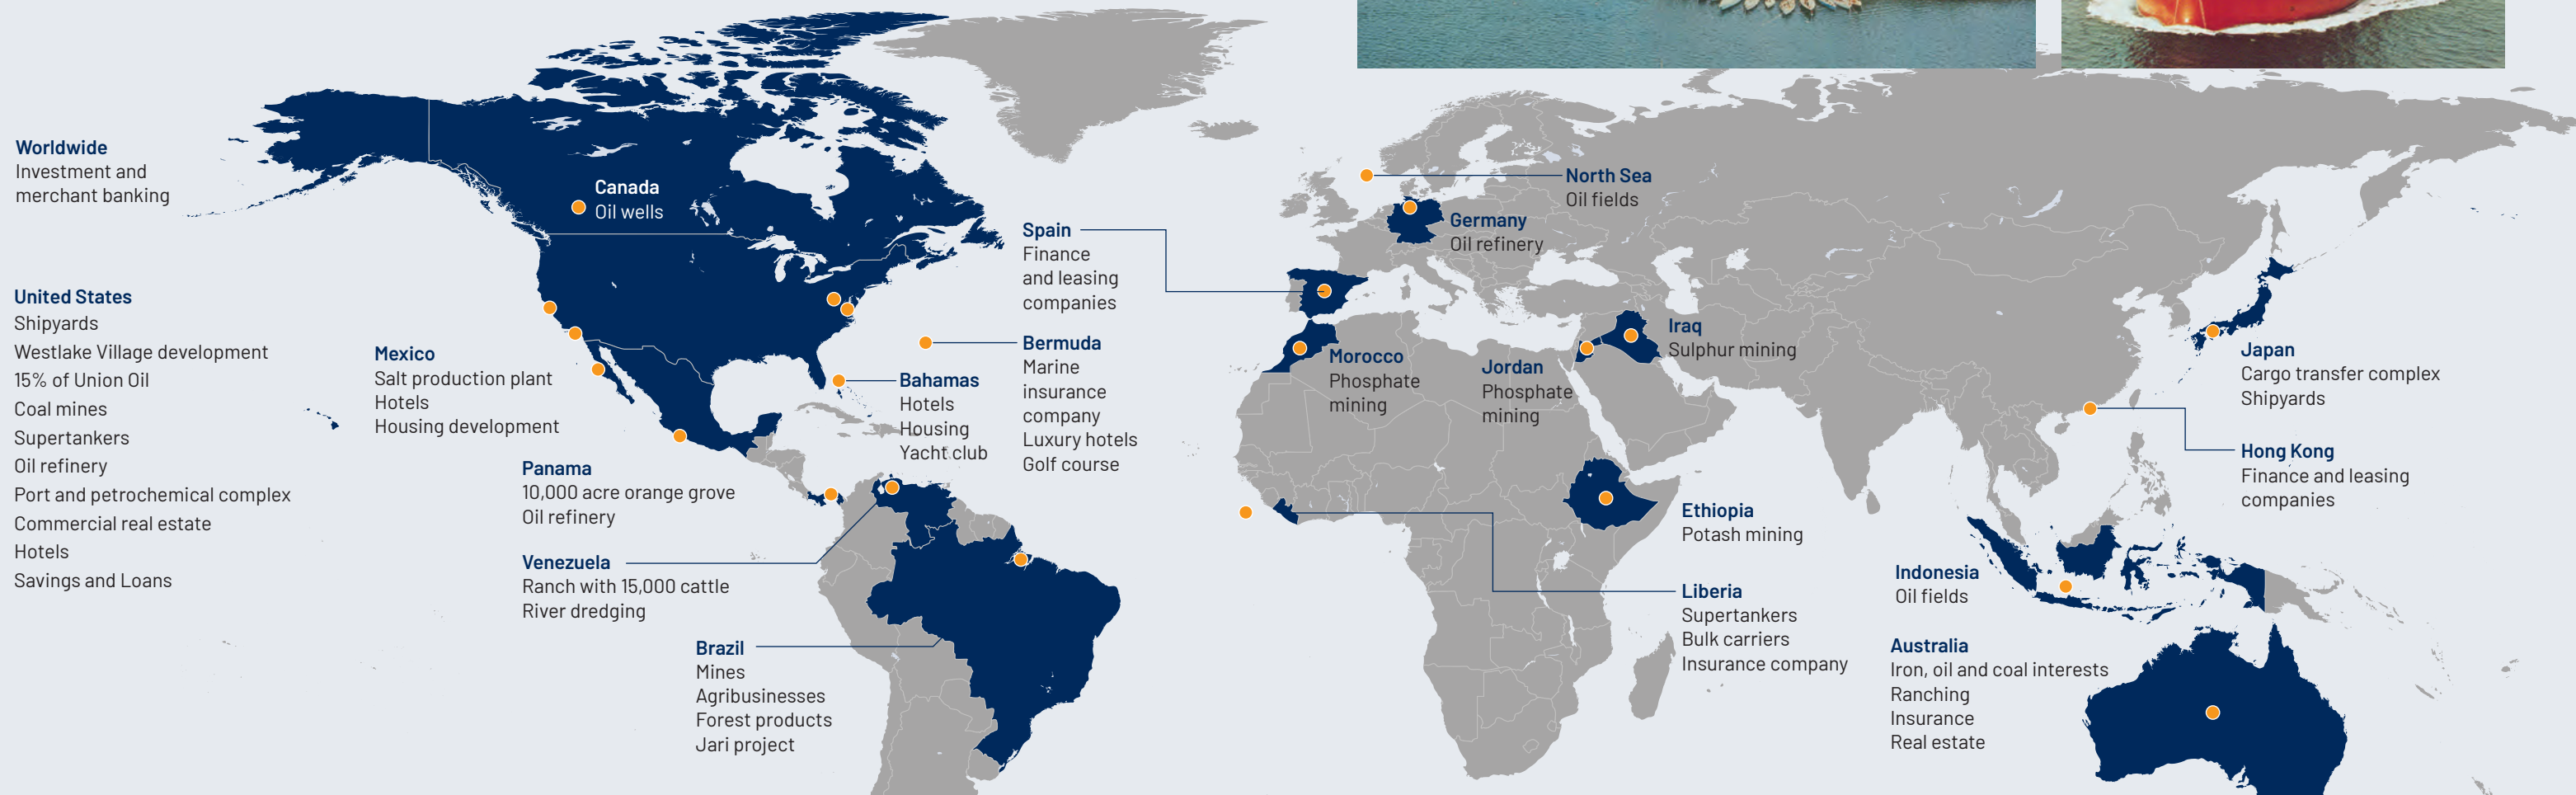 Worldwide
Investment and
merchant banking
United States
Shipyards
Westlake Village development
15% of Union Oil
Coal mines
Supertankers
Oil refinery
Port and petrochemical complex
Commercial real estate
Hotels
Savings and Loans
Canada
Oil wells
Mexico
Salt production plant
Hotels
Housing development
Panama
10,000 acre orange grove
Oil refinery
Venezuela
Ranch with 15,000 cattle
River dredging
Brazil
Mines
Agribusinesses
Forest products
Jari project
Bahamas
Hotels
Housing
Yacht club
Spain
Finance
and leasing
companies
Bermuda
Marine
insurance
company
Luxury hotels
Golf course
North Sea
Oil fields
Germany
Oil refinery
Morocco
Phosphate
mining
Jordan
Phosphate
mining
Iraq
Sulphur mining
Ethiopia
Potash mining
Liberia
Supertankers
Bulk carriers
Insurance company
Japan
Cargo transfer complex
Shipyards
Hong Kong
Finance and leasing
companies
Indonesia
Oil fields
Australia
Iron, oil and coal interests
Ranching
Insurance
Real estate